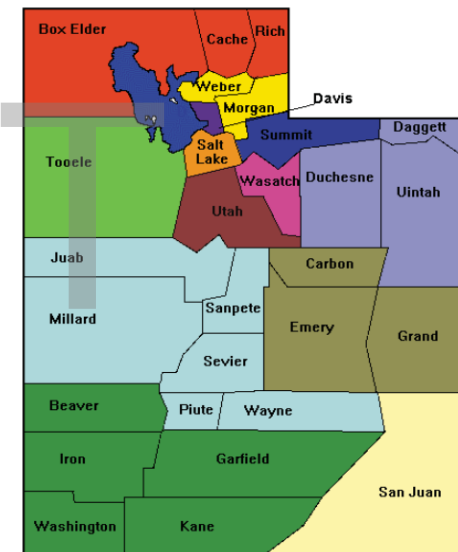 Box Elder
Cache
Rich
Weber
Morgan
Davis
Summit
Daggett
Tooele
Salt
Lake
Wasatch
Duchesne
Uintah
Utah
Juab
Carbon
Millard
Sanpete
Emery
Grand
Sevier
Beaver
Piute
Wayne
Iron
Garfield
San Juan
Washington
Kane